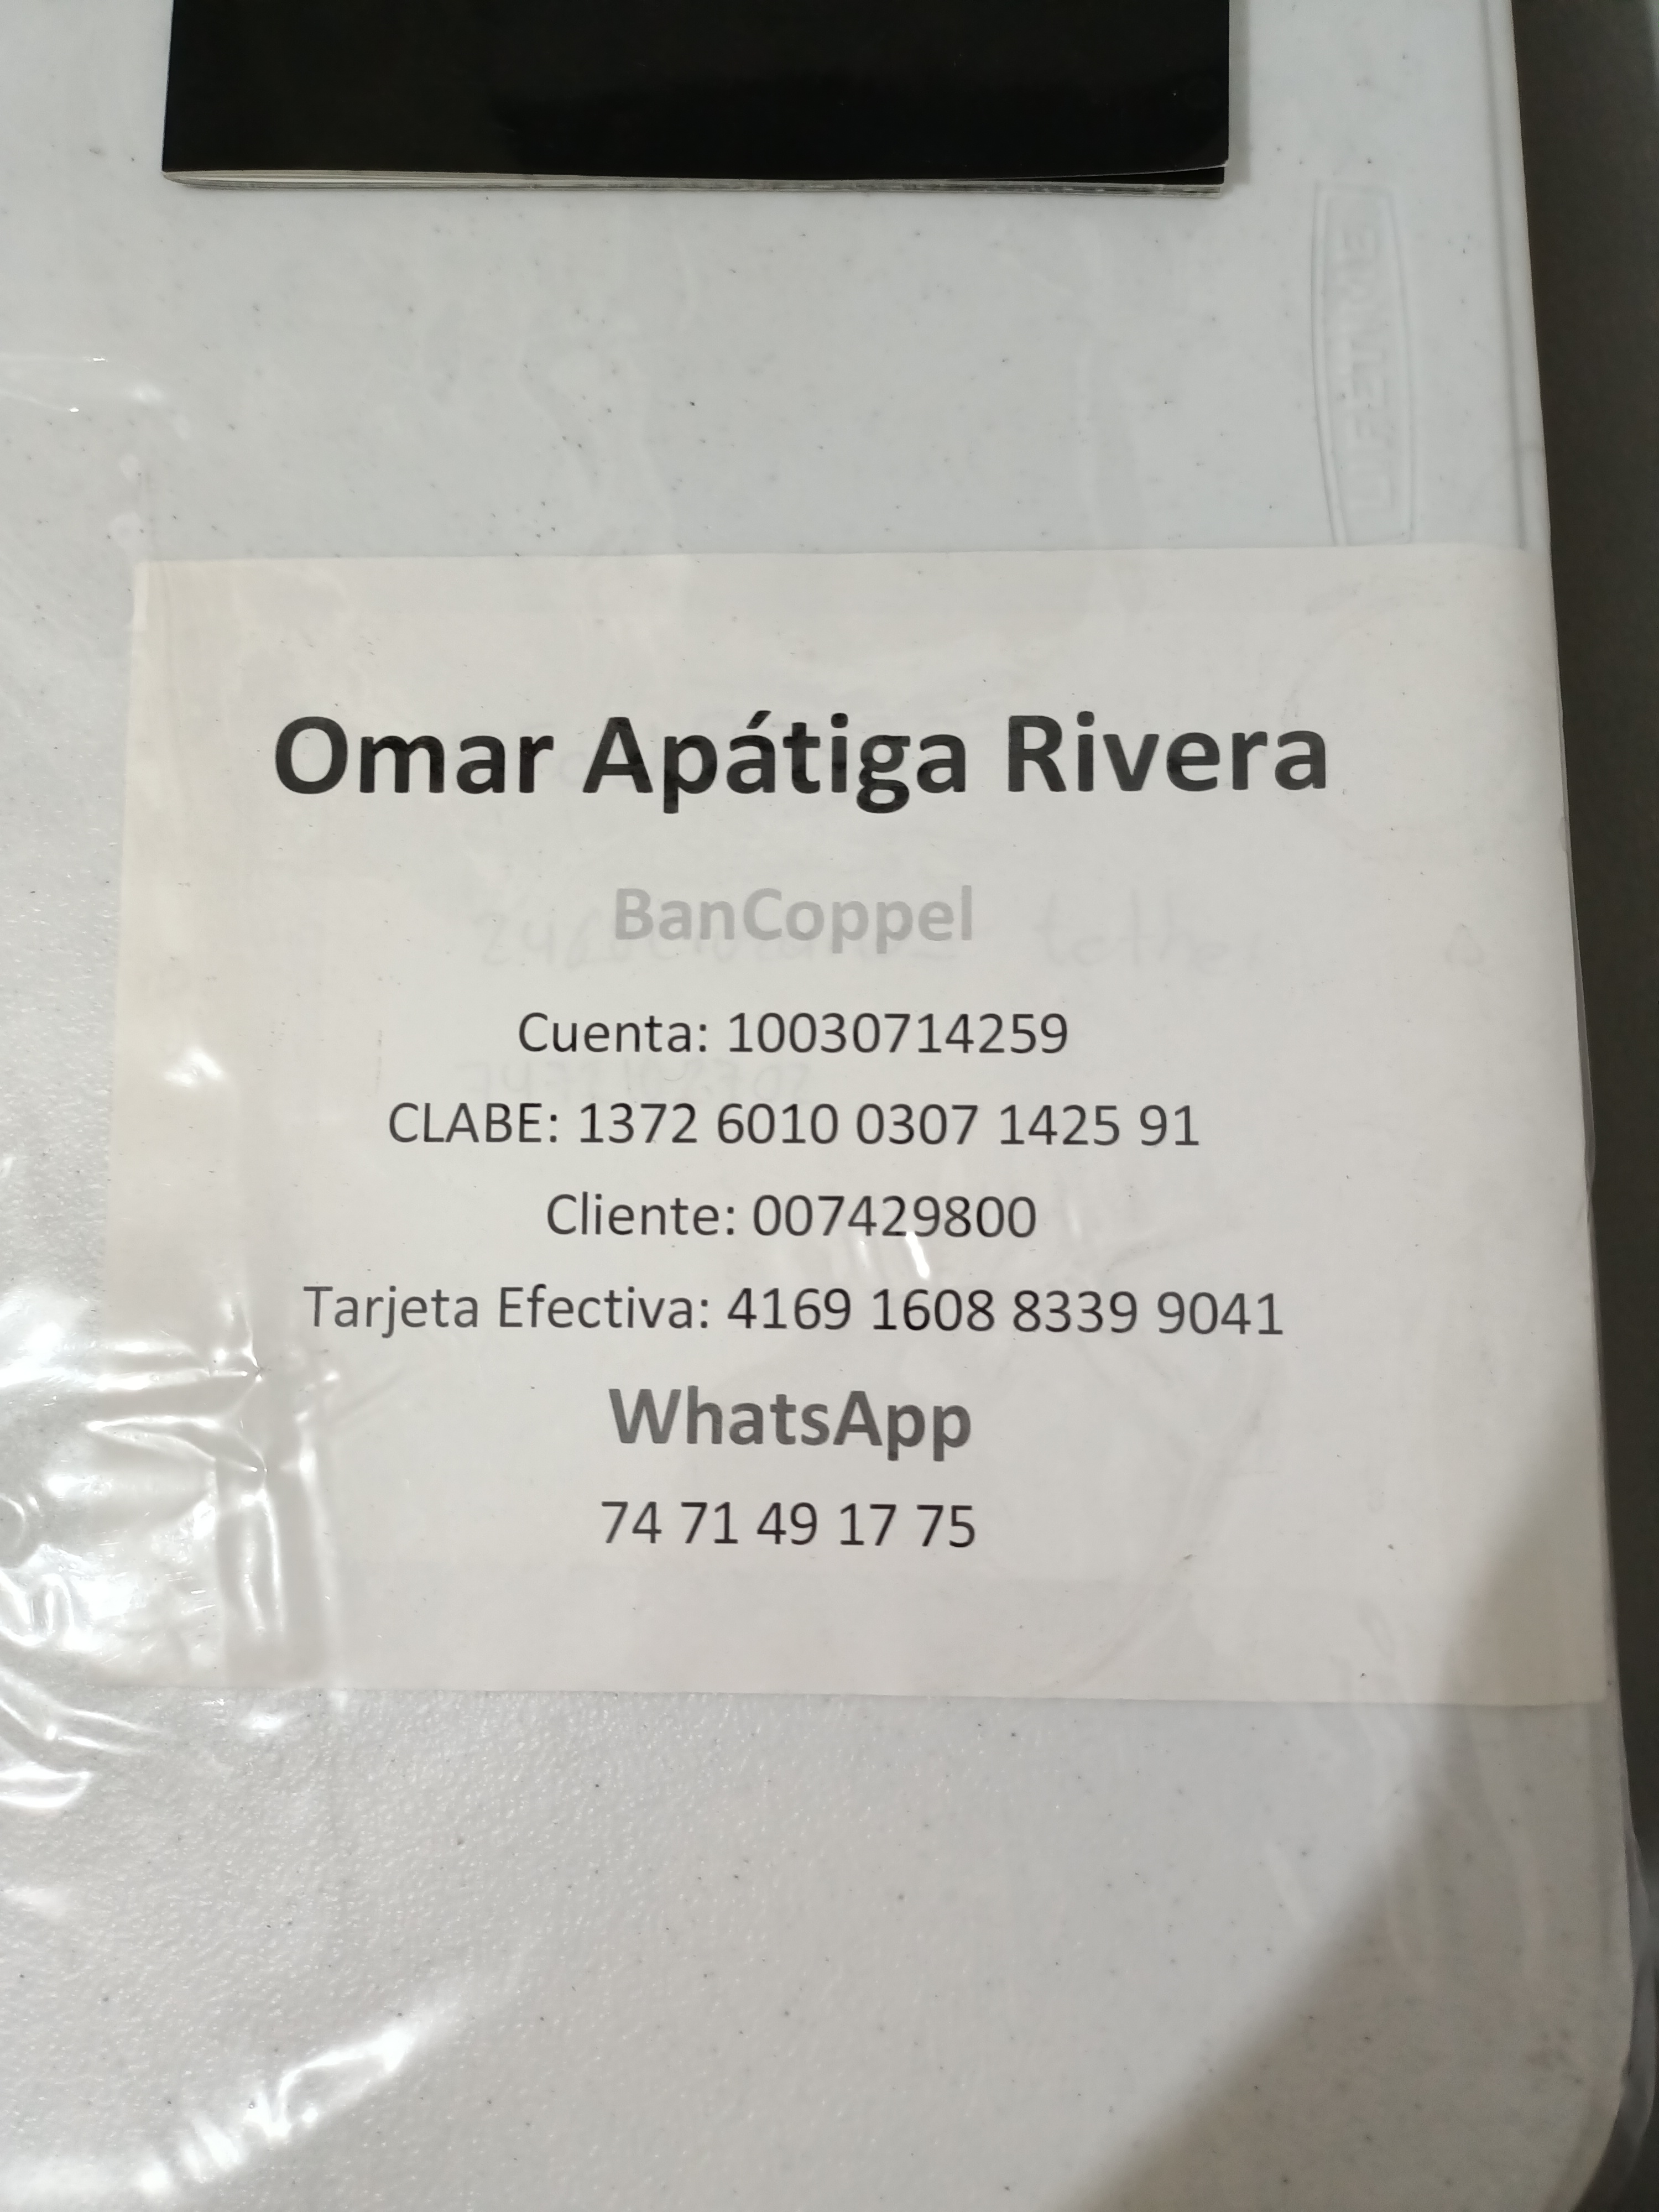 LIFETIME
Omar Apátiga Rivera
BanCoppel
Cuenta: 10030714259
CLABE: 1372 6010 0307 1425 91
Cliente: 007429800
Tarjeta Efectiva: 4169 1608 8339 9041
WhatsApp
74 71 49 17 75